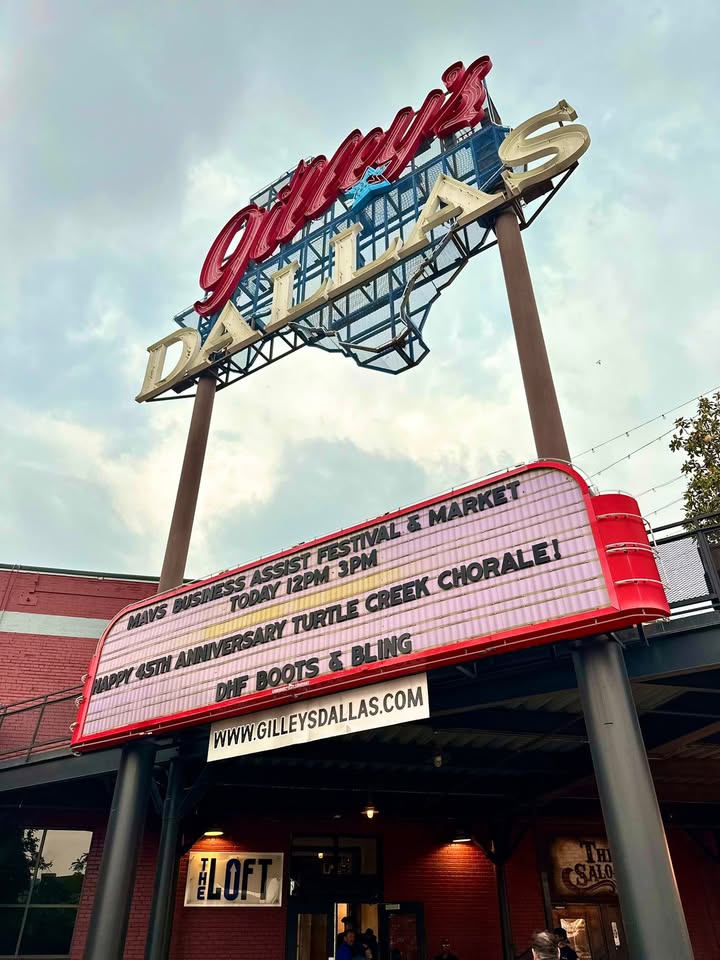 Gilley's
DALLAS
MAVS BUSINESS ASSIST FESTIVAL & MARKET
TODAY 12PM 3PM
HAPPY 45TH ANNIVERSARY TURTLE CREEK CHORALE!
DHF BOOTS & BLING
WWW.GILLEYSDALLAS.COM
THE LOFT
THE